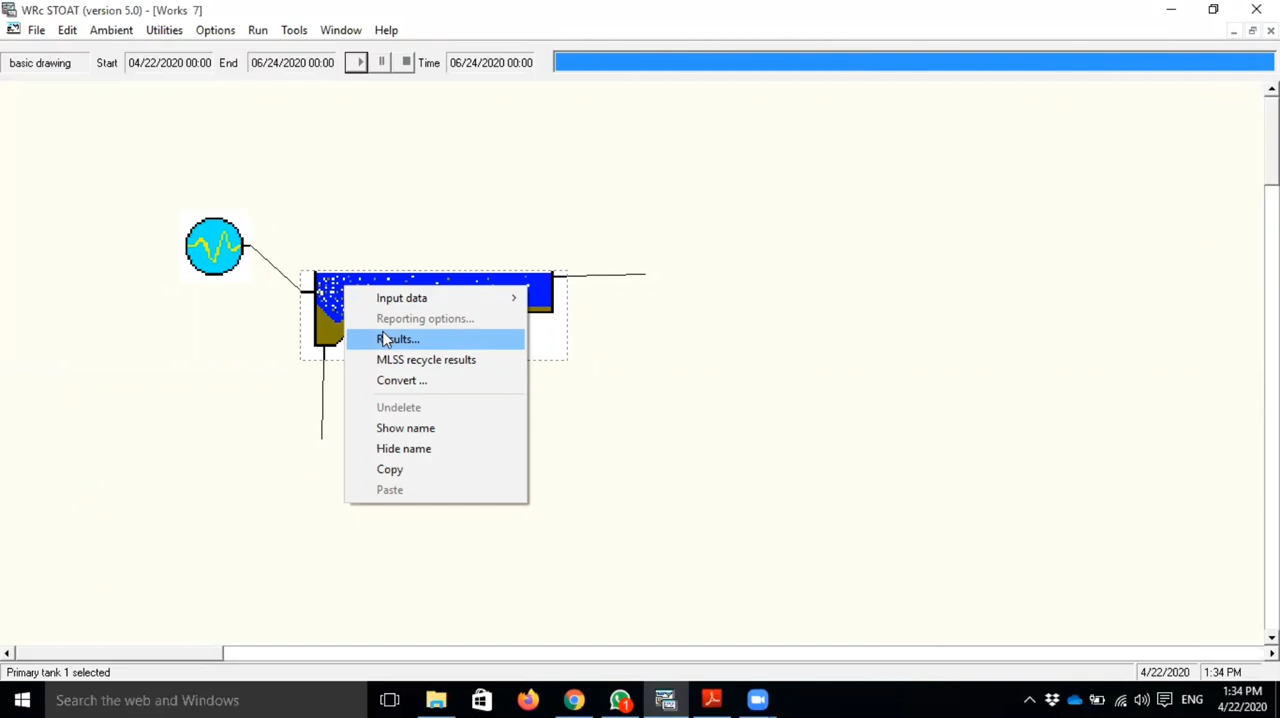 WRc STOAT (version 5.0) - [Works 7]
File Edit Ambient Utilities Options Run Tools Window Help
basic drawing Start 04/22/2020 00:00 End 06/24/2020 00:00 Time 06/24/2020 00:00
Input data
Reporting options...
Results...
MLSS recycle results
Convert ...
Undelete
Show name
Hide name
Copy
Paste
Primary tank 1 selected 4/22/2020 1:34 PM
Search the web and Windows 1 ENG 1:34 PM
4/22/2020